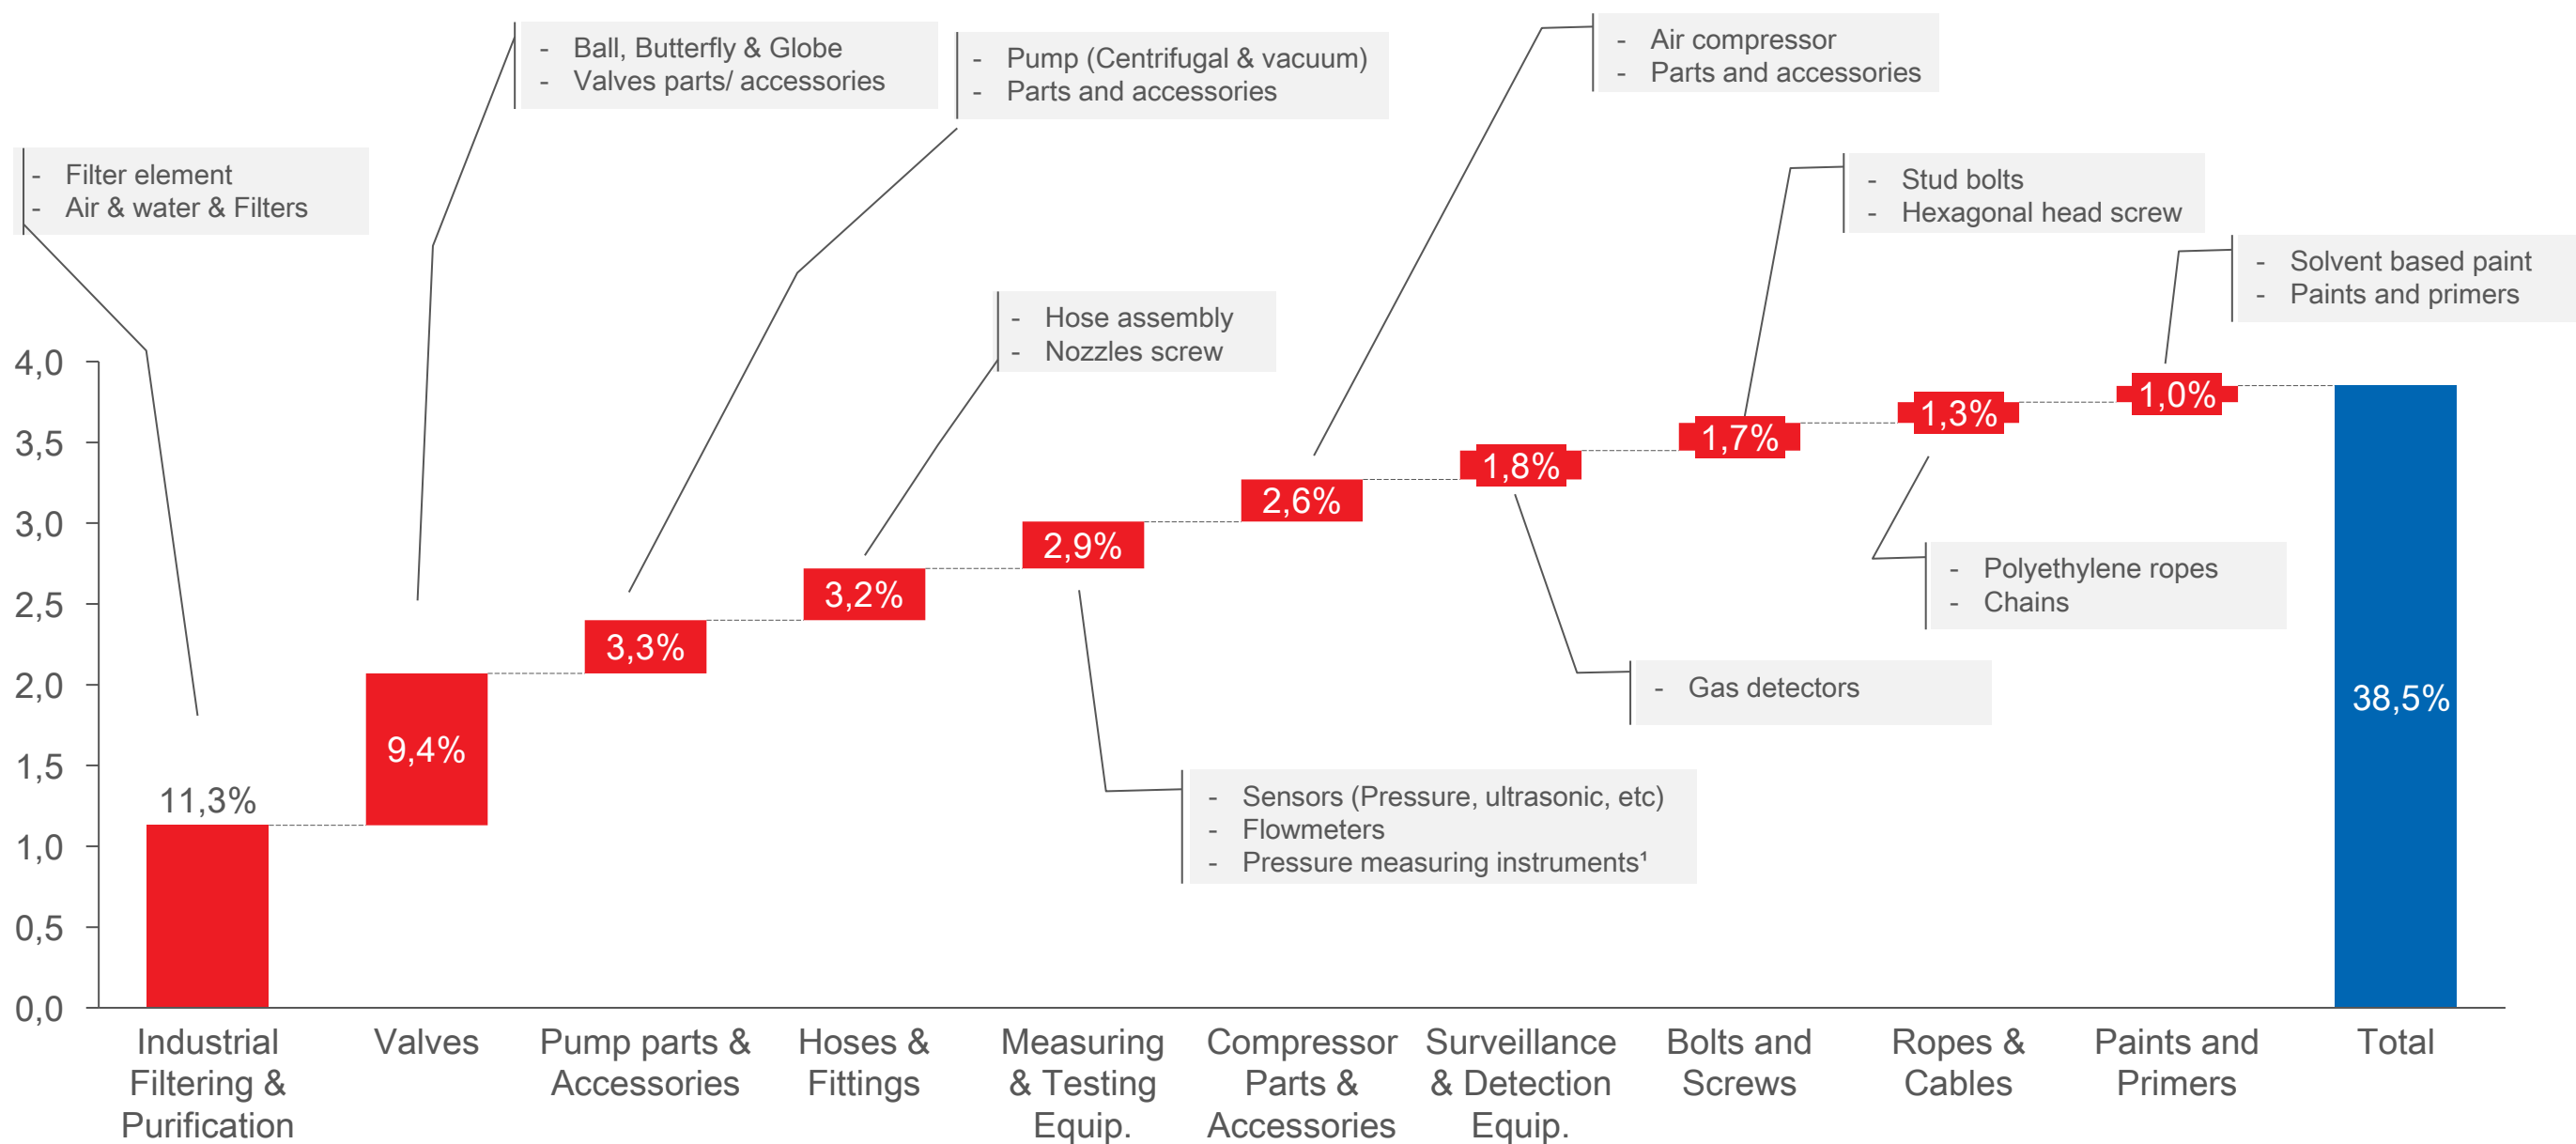 - Ball, Butterfly & Globe
- Valves parts/ accessories
- Pump (Centrifugal & vacuum)
- Parts and accessories
- Air compressor
- Parts and accessories
- Filter element
- Air & water & Filters
- Stud bolts
- Hexagonal head screw
- Solvent based paint
- Paints and primers
- Hose assembly
- Nozzles screw
4,0
3,5
3,0
2,5
2,0
1,5
1,0
0,5
0,0
11,3%
9,4%
3,3%
3,2%
2,9%
2,6%
1,8%
1,7%
1,3%
1,0%
38,5%
- Polyethylene ropes
- Chains
- Gas detectors
- Sensors (Pressure, ultrasonic, etc)
- Flowmeters
- Pressure measuring instruments¹
Industrial
Filtering &
Purification
Valves
Pump parts &
Accessories
Hoses &
Fittings
Measuring
& Testing
Equip.
Compressor
Parts &
Accessories
Surveillance
& Detection
Equip.
Bolts and
Screws
Ropes &
Cables
Paints and
Primers
Total